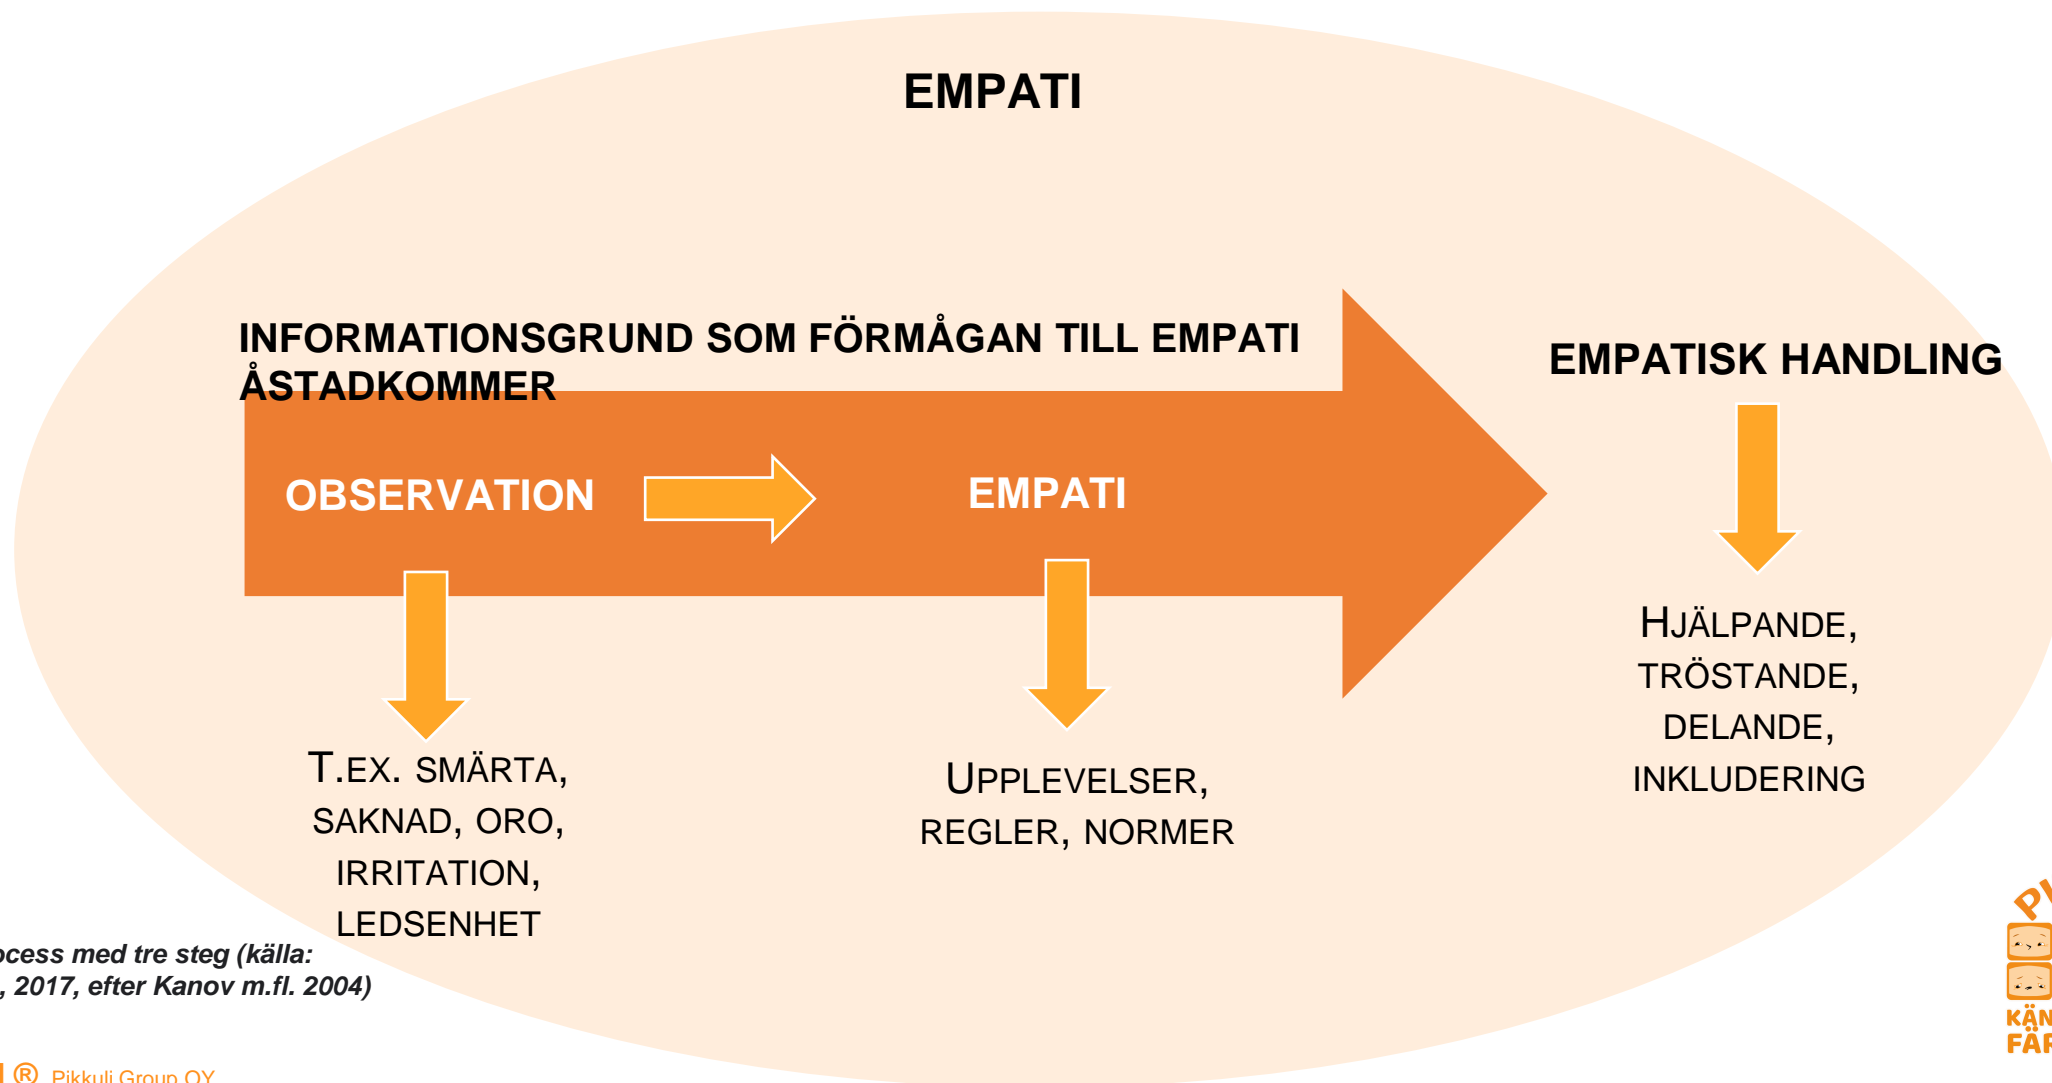 EMPATI
INFORMATIONSGRUND SOM FÖRMÅGAN TILL EMPATI
ÅSTADKOMMER
EMPATISK HANDLING
OBSERVATION
EMPATI
HJÄLPANDE,
TRÖSTANDE,
DELANDE,
INKLUDERING
T.EX. SMÄRTA,
SAKNAD, ORO,
IRRITATION,
LEDSENHET
UPPLEVELSER,
REGLER, NORMER
med tre steg (källa:
, 2017, efter Kanov m.fl. 2004)
® Pikkuli Group OY